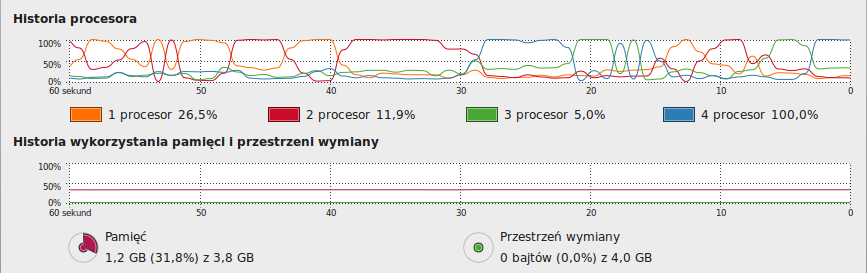 Historia procesora
100%
50%
0%
60 sekund 50 40 30 20 10 0
1 procesor 26,5% 2 procesor 11,9% 3 procesor 5,0% 4 procesor 100,0%
Historia wykorzystania pamięci i przestrzeni wymiany
100%
50%
0%
60 sekund 50 40 30 20 10 0
Pamięć Przestrzeń wymiany
1,2 GB (31,8%) z 3,8 GB 0 bajtów (0,0%) z 4,0 GB